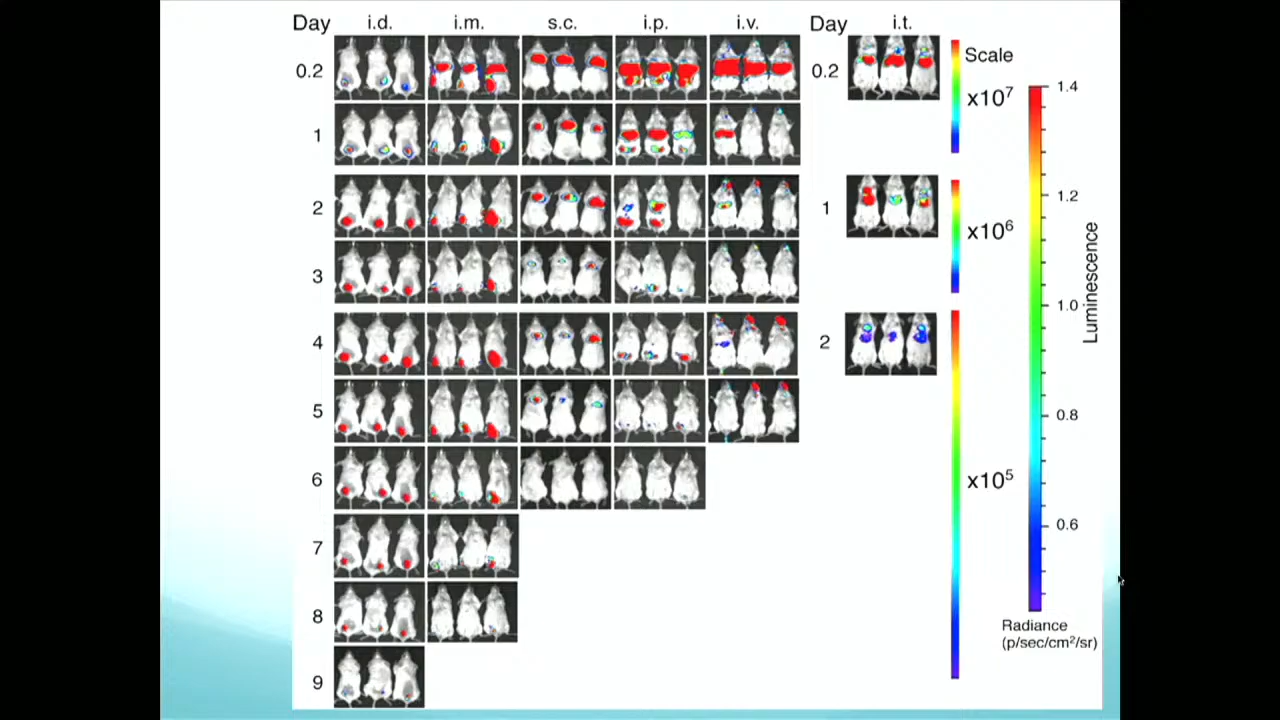 Day i.d. i.m. s.c. i.p. i.v. Day i.t.
0.2 0.2 Scale
x10⁷ 1.4
1
1.2
2 1 x10⁶
Luminescence
3
1.0
4 2
0.8
5
6 x10⁵
0.6
7
8 Radiance
(p/sec/cm²/sr)
9